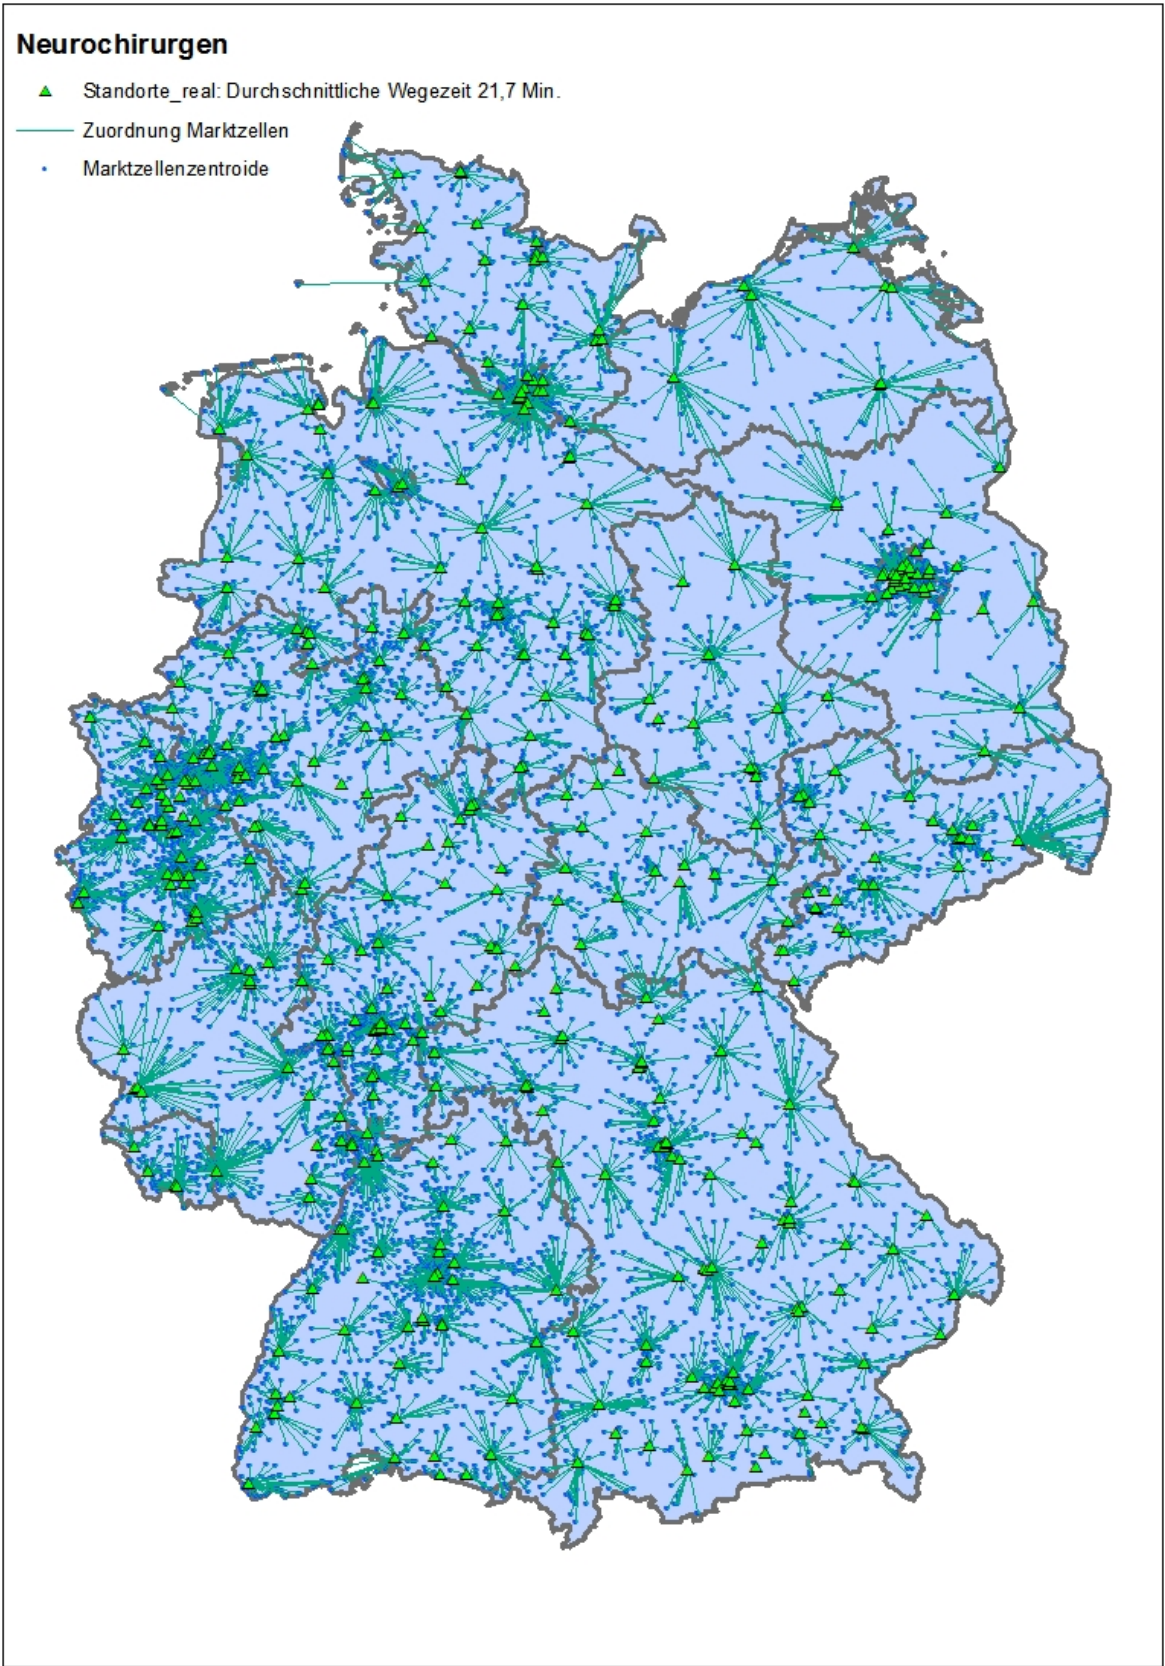 Neurochirurgen
Standorte_real: Durchschnittliche Wegezeit 21,7 Min.
Zuordnung Marktzellen
Marktzellenzentroide